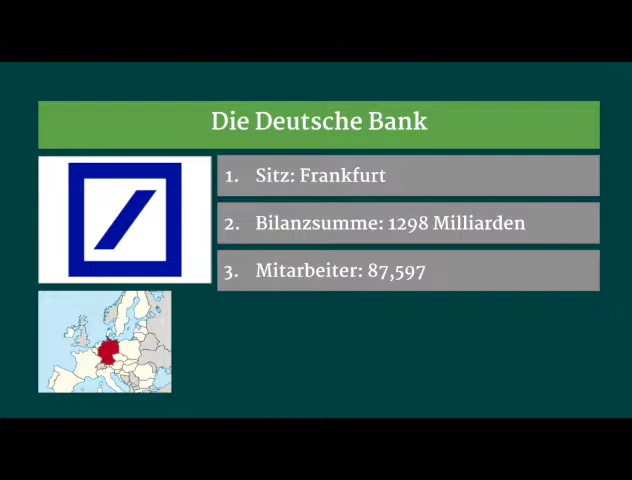 Die Deutsche Bank
1. Sitz: Frankfurt
2. Bilanzsumme: 1298 Milliarden
3. Mitarbeiter: 87,597